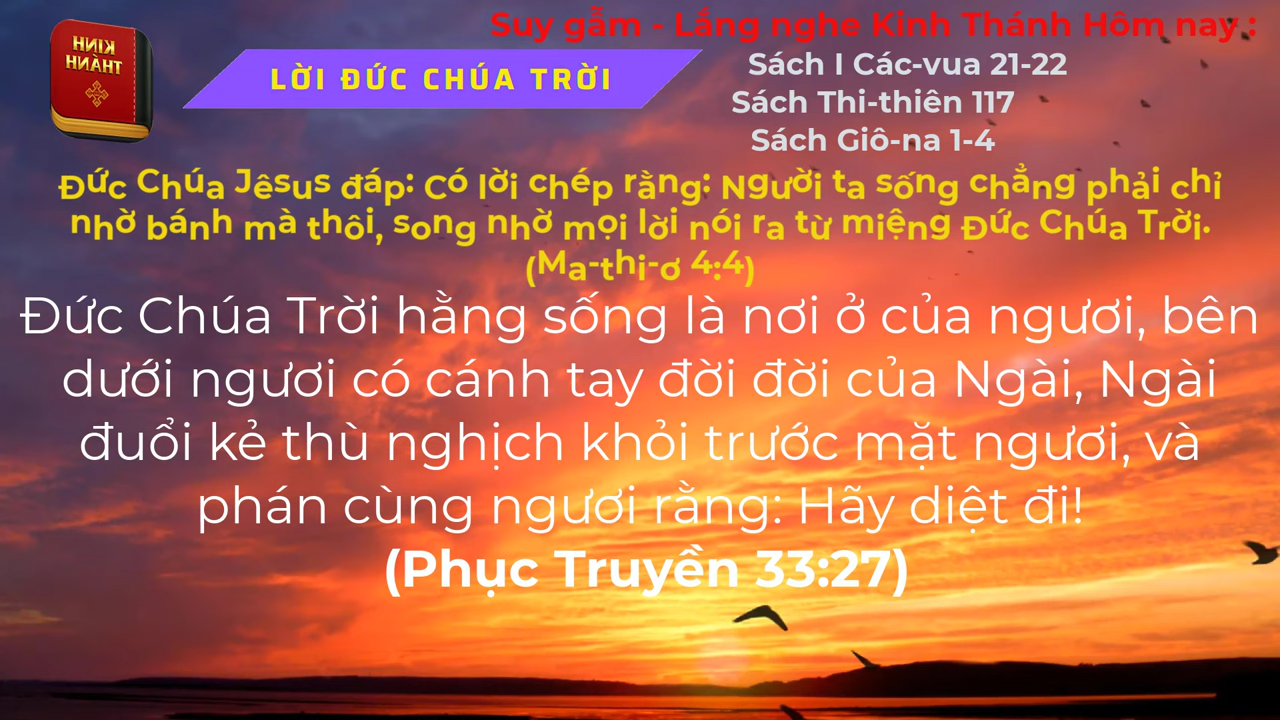 Suy gẫm - Lắng nghe Kinh Thánh Hôm nay :
KINH
THÁNH
LỜI ĐỨC CHÚA TRỜI
Sách I Các-vua 21-22
Sách Thi-thiên 117
Sách Giô-na 1-4
Đức Chúa Jêsus đáp: Có lời chép rằng: Người ta sống chẳng phải chỉ
nhờ bánh mà thôi, song nhờ mọi lời nói ra từ miệng Đức Chúa Trời.
(Ma-thi-ơ 4:4)
Đức Chúa Trời hằng sống là nơi ở của ngươi, bên
dưới ngươi có cánh tay đời đời của Ngài, Ngài
đuổi kẻ thù nghịch khỏi trước mặt ngươi, và
phán cùng ngươi rằng: Hãy diệt đi!
(Phục Truyền 33:27)